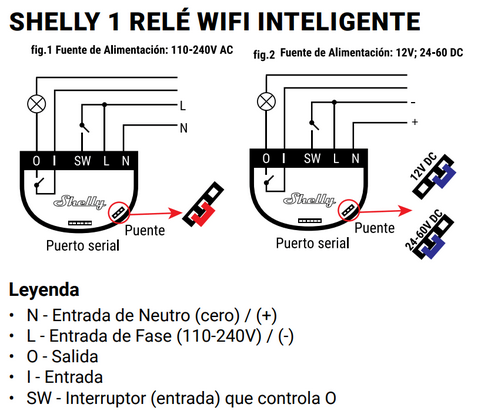 SHELLY 1 RELÉ WIFI INTELIGENTE
fig.1 Fuente de Alimentación: 110-240V AC
fig.2 Fuente de Alimentación: 12V; 24-60 DC
L
N
O I SW L N
Shelly
Puente
Puerto serial
-
+
O I SW L N
Shelly
12V DC
24-60V DC
Puente
Puerto serial
Leyenda
• N - Entrada de Neutro (cero) / (+)
• L - Entrada de Fase (110-240V) / (-)
• O - Salida
• I - Entrada
• SW - Interruptor (entrada) que controla O